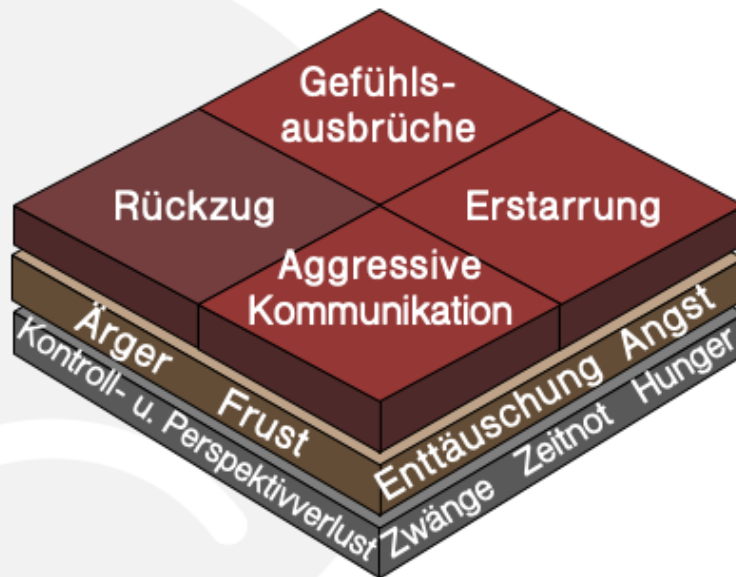 Gefühls-
ausbrüche
Rückzug
Erstarrung
Aggressive
Kommunikation
Ärger Frust
Enttäuschung Angst
Kontroll- u. Perspektivverlust
Zwänge Zeitnot Hunger